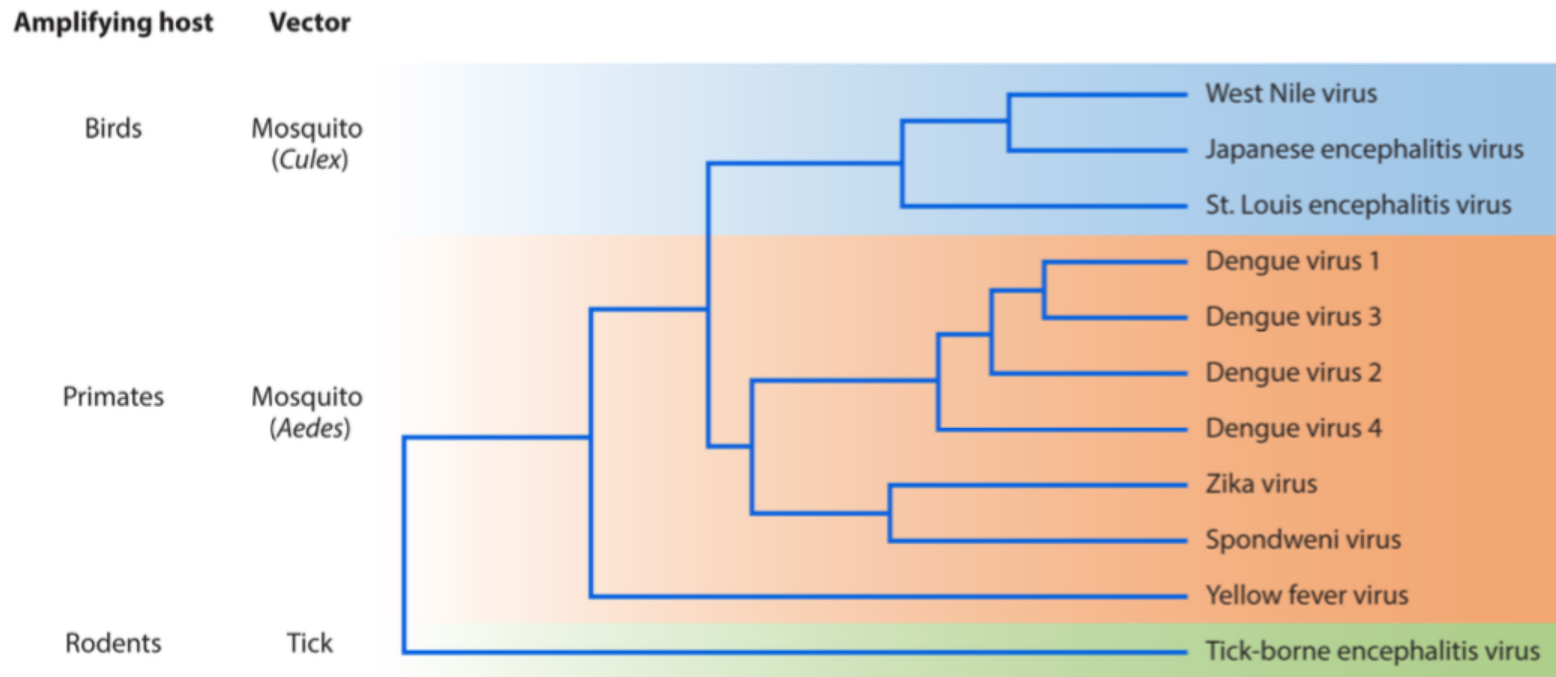 Amplifying host Vector
West Nile virus
Birds Mosquito
(Culex)
Japanese encephalitis virus
St. Louis encephalitis virus
Dengue virus 1
Dengue virus 3
Dengue virus 2
Primates Mosquito
(Aedes)
Dengue virus 4
Zika virus
Spondweni virus
Yellow fever virus
Rodents Tick
Tick-borne encephalitis virus